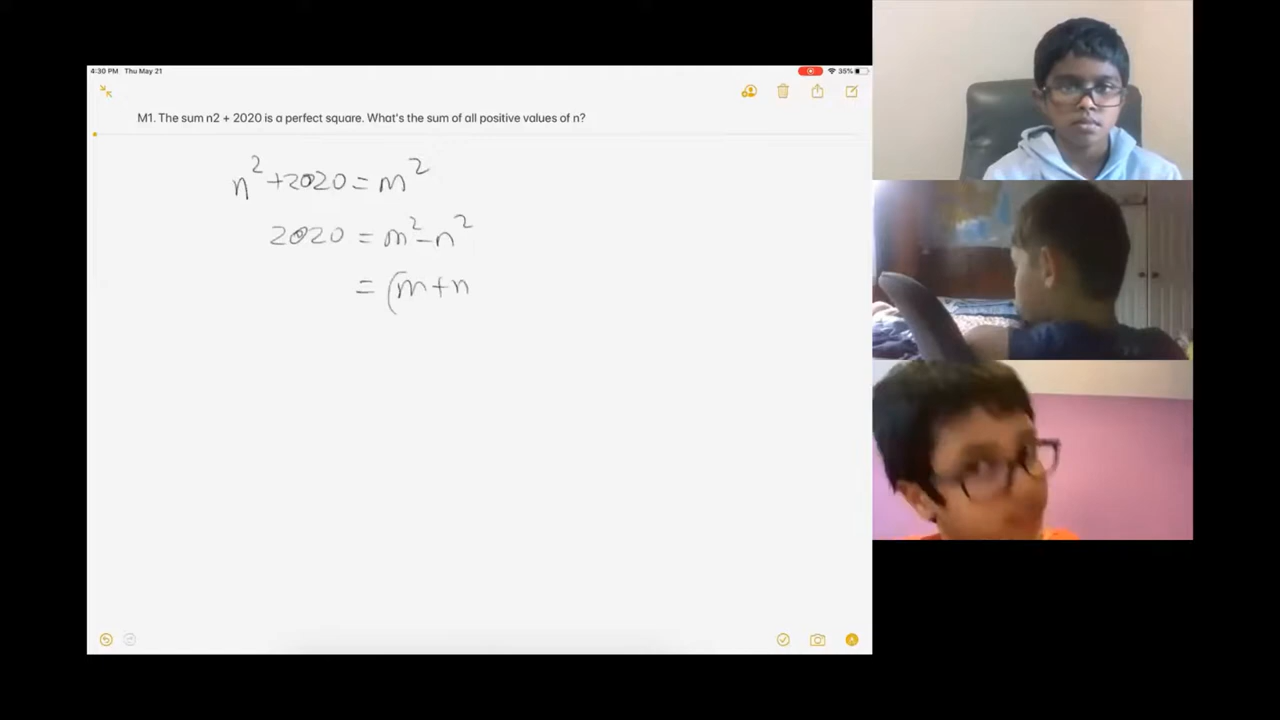 4:30 PM Thu May 21
35%
M1. The sum n2 + 2020 is a perfect square. What's the sum of all positive values of n?
n²+2020=m²
2020=m²-n²
=(m+n